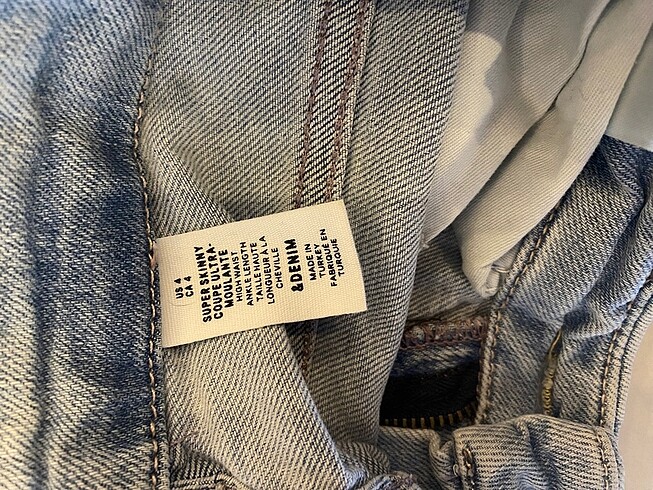 US 4
CA 4
SUPER SKINNY
COUPE ULTRA-
MOULANTE
HIGH WAIST
ANKLE LENGTH
TAILLE HAUTE
LONGUEUR À LA
CHEVILLE
&DENIM
MADE IN
TURKEY
FABRIQUÉ EN
TURQUIE